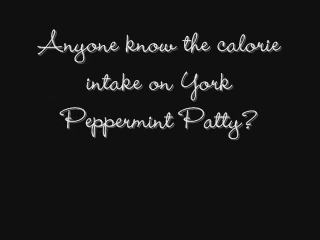 Anyone know the calorie
intake on York
Peppermint Patty?